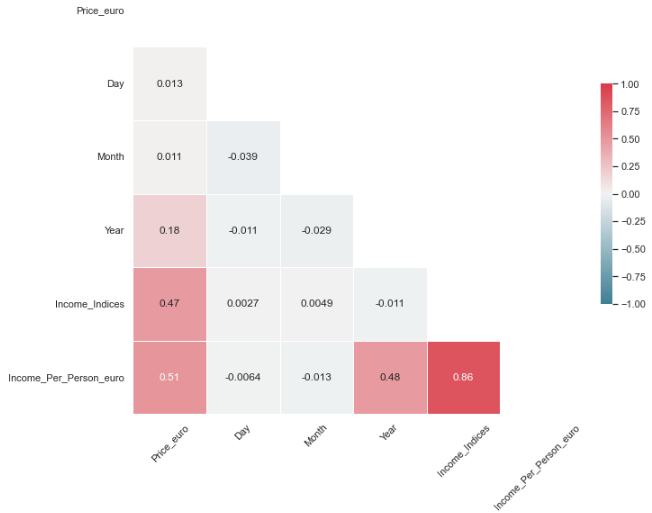 Price_euro
Day
0.013
Month
0.011 -0.039
Year
0.18 -0.011 -0.029
Income_Indices
0.47 0.0027 0.0049 -0.011
Income_Per_Person_euro
0.51 -0.0064 -0.013 0.48 0.86
Price_euro
Day
Month
Year
Income_Indices
Income_Per_Person_euro
1.00
0.75
0.50
0.25
0.00
−0.25
−0.50
−0.75
−1.00